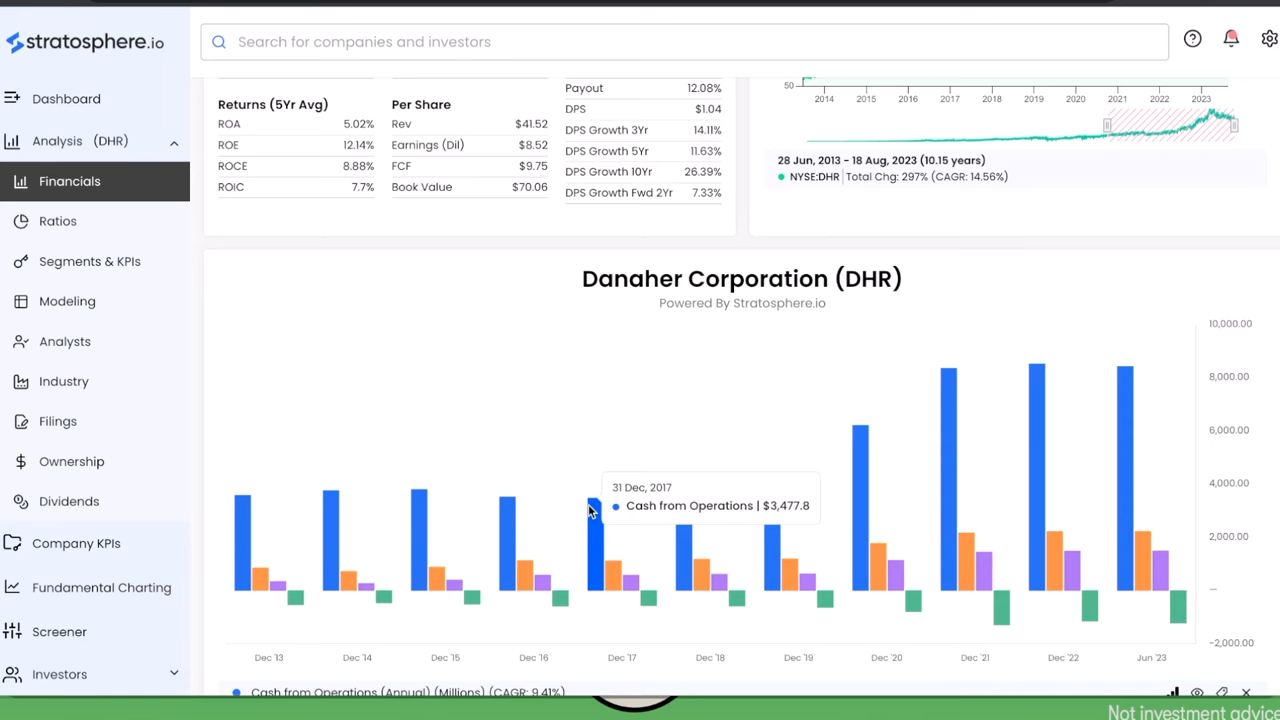 stratosphere.io
Search for companies and investors
Dashboard
Analysis (DHR)
Financials
Ratios
Segments & KPIs
Modeling
Analysts
Industry
Filings
Ownership
Dividends
Company KPIs
Fundamental Charting
Screener
Investors
Returns (5Yr Avg)
ROA 5.02%
ROE 12.14%
ROCE 8.88%
ROIC 7.7%
Per Share
Rev $41.52
Earnings (Dil) $8.52
FCF $9.75
Book Value $70.06
Payout 12.08%
DPS $1.04
DPS Growth 3Yr 14.11%
DPS Growth 5Yr 11.63%
DPS Growth 10Yr 26.39%
DPS Growth Fwd 2Yr 7.33%
50
2014 2015 2016 2017 2018 2019 2020 2021 2022 2023
28 Jun, 2013 - 18 Aug, 2023 (10.15 years)
NYSE:DHR Total Chg: 297% (CAGR: 14.56%)
Danaher Corporation (DHR)
Powered By Stratosphere.io
10,000.00
8,000.00
6,000.00
4,000.00
2,000.00
—
-2,000.00
31 Dec, 2017
Cash from Operations | $3,477.8
Dec '13 Dec '14 Dec '15 Dec '16 Dec '17 Dec '18 Dec '19 Dec '20 Dec '21 Dec '22 Jun '23
Cash from Operations (Annual) (Millions) (CAGR: 9.41%)
Not investment advice